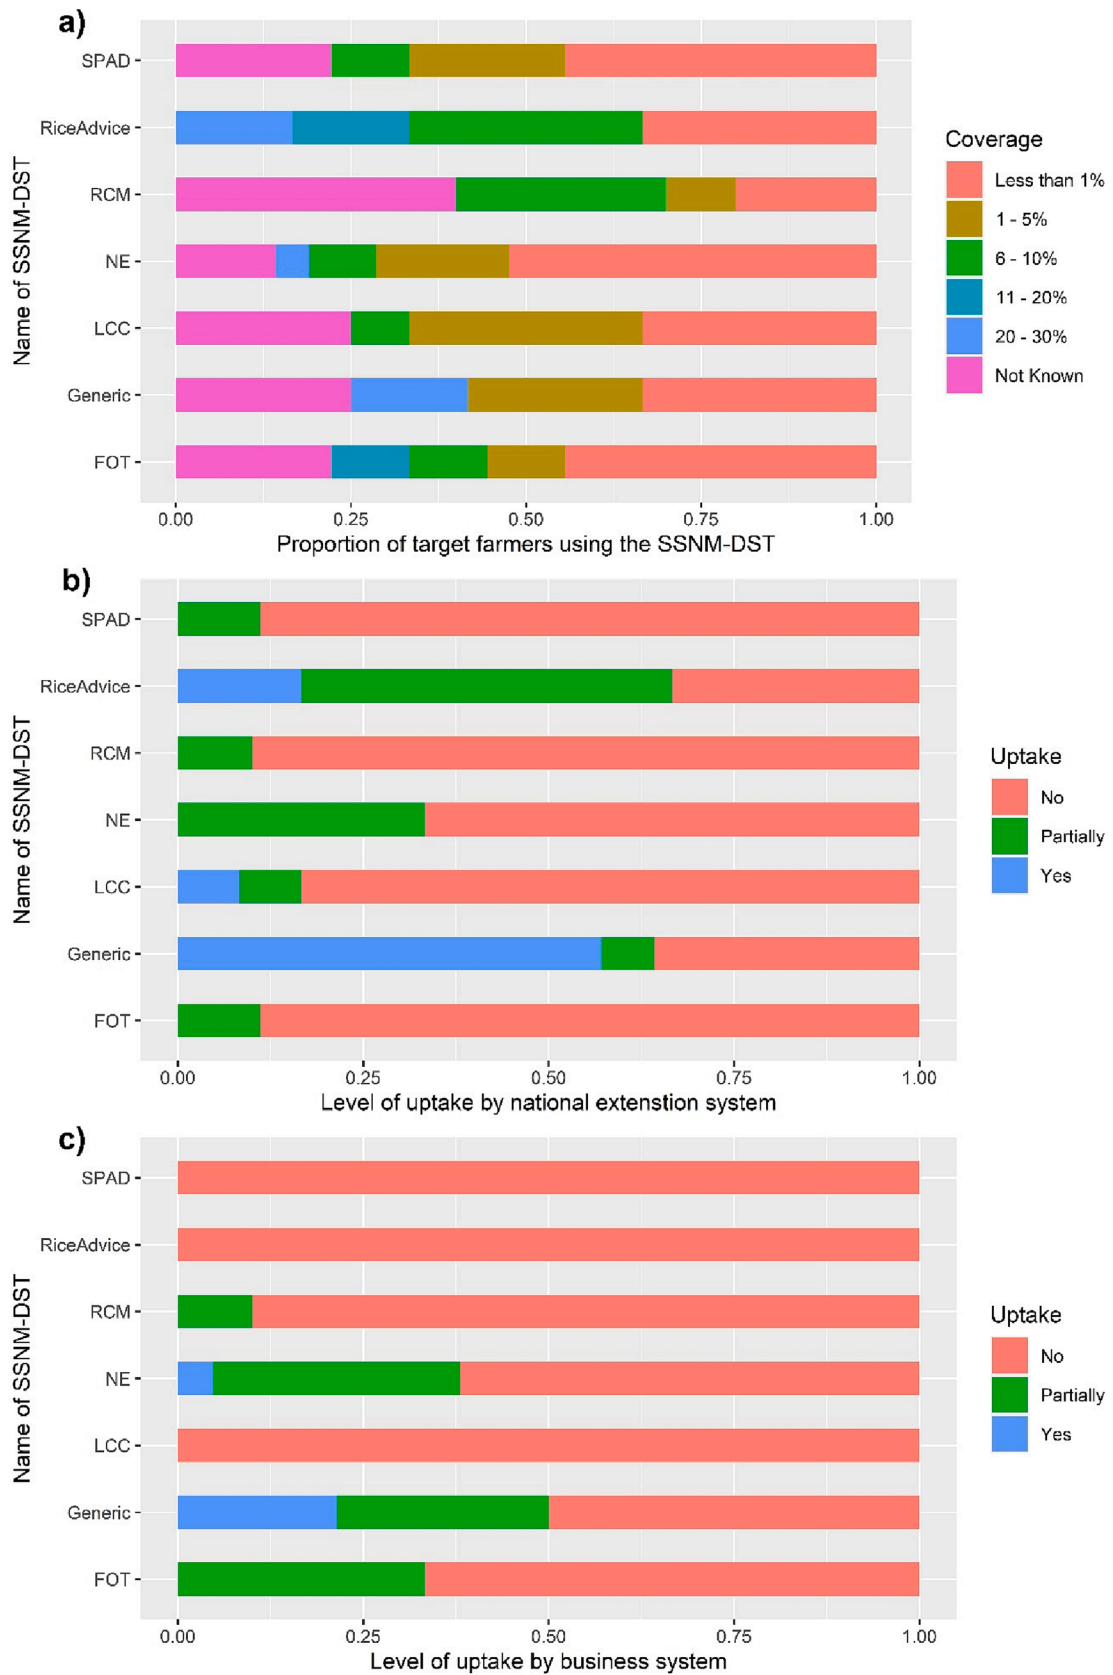 a)
Name of SSNM-DST
SPAD
RiceAdvice
RCM
NE
LCC
Generic
FOT
0.00 0.25 0.50 0.75 1.00
Proportion of target farmers using the SSNM-DST
Coverage
Less than 1%
1 - 5%
6 - 10%
11 - 20%
20 - 30%
Not Known
b)
Name of SSNM-DST
SPAD
RiceAdvice
RCM
NE
LCC
Generic
FOT
0.00 0.25 0.50 0.75 1.00
Level of uptake by national extenstion system
Uptake
No
Partially
Yes
c)
Name of SSNM-DST
SPAD
RiceAdvice
RCM
NE
LCC
Generic
FOT
0.00 0.25 0.50 0.75 1.00
Level of uptake by business system
Uptake
No
Partially
Yes